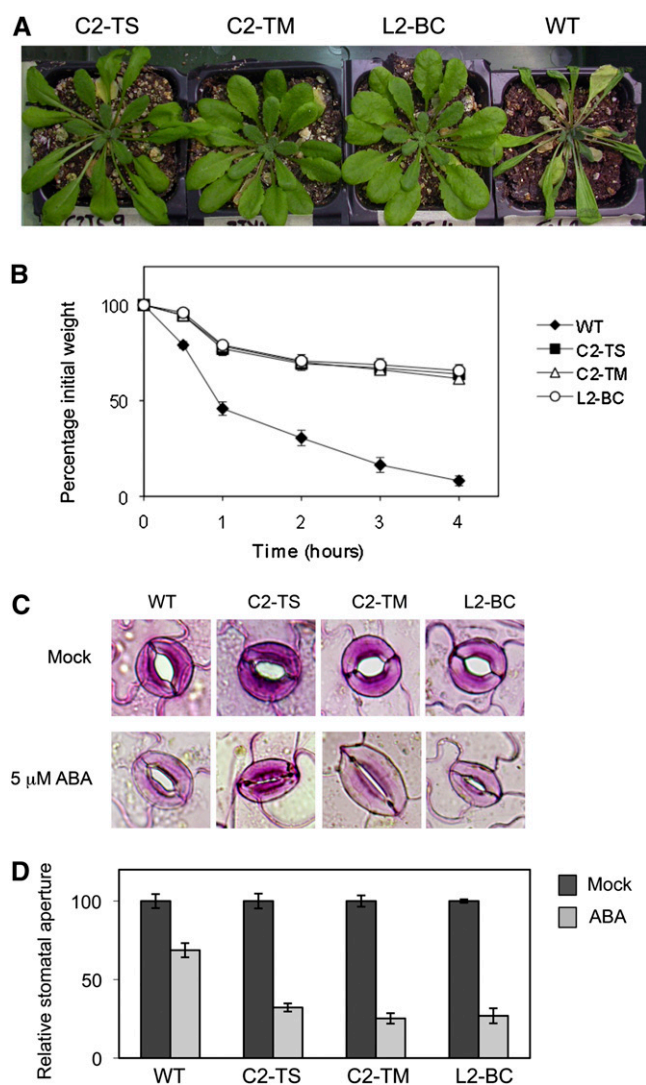 A
C2-TS C2-TM L2-BC WT
B
Percentage initial weight
100
50
0
0 1 2 3 4
Time (hours)
WT
C2-TS
C2-TM
L2-BC
C
WT C2-TS C2-TM L2-BC
Mock
5 μM ABA
D
Relative stomatal aperture
100
50
0
WT C2-TS C2-TM L2-BC
Mock
ABA